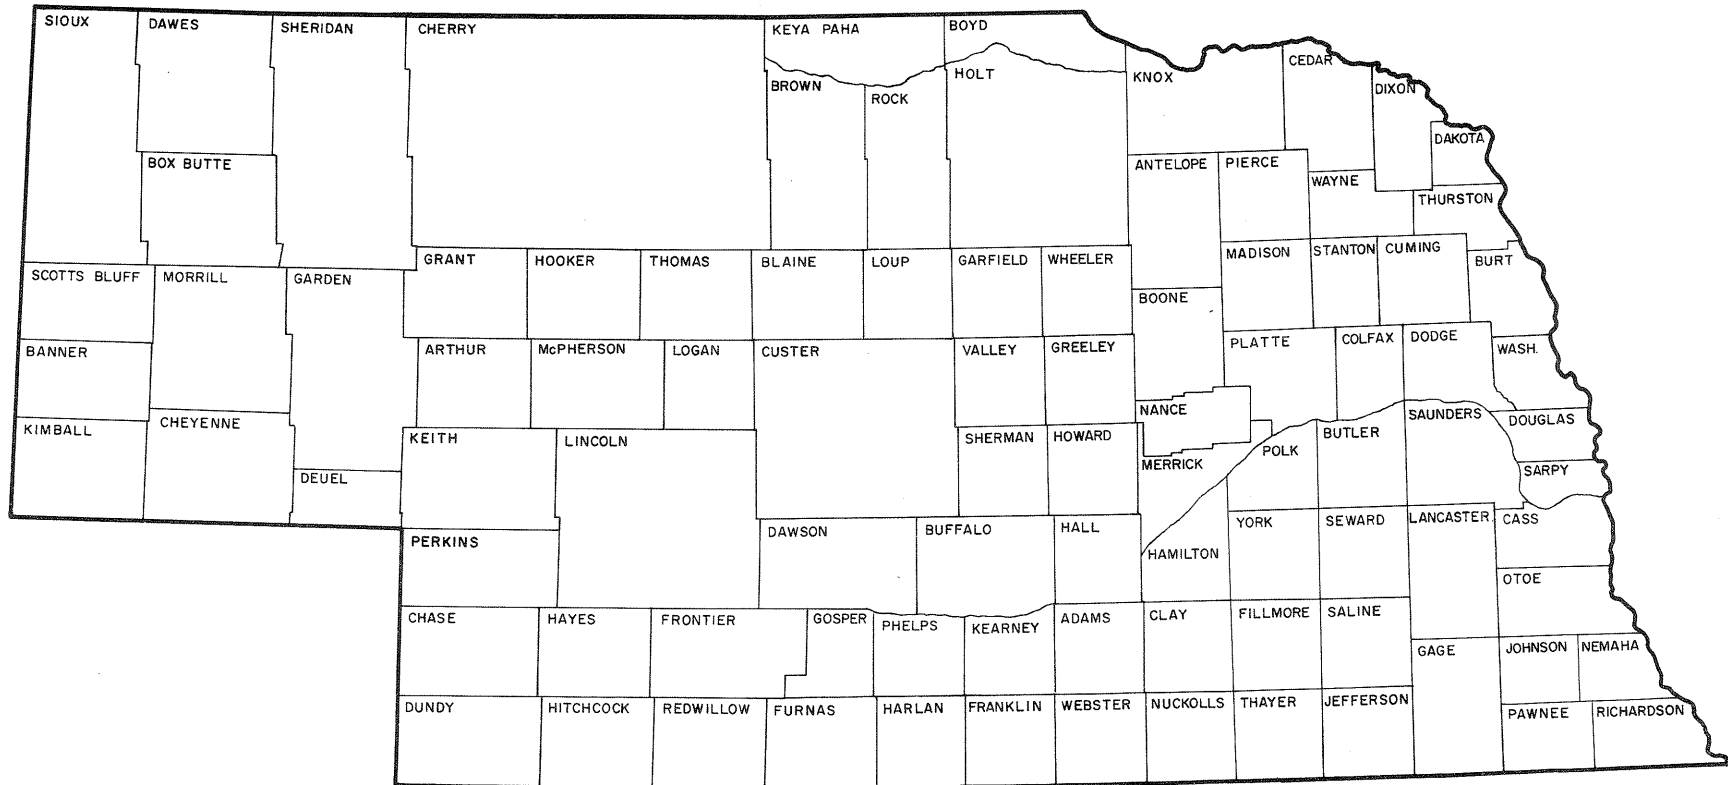 SIOUX
DAWES
SHERIDAN
CHERRY
KEYA PAHA
BOYD
BROWN
ROCK
HOLT
KNOX
CEDAR
DIXON
DAKOTA
BOX BUTTE
ANTELOPE
PIERCE
WAYNE
THURSTON
SCOTTS BLUFF
MORRILL
GARDEN
GRANT
HOOKER
THOMAS
BLAINE
LOUP
GARFIELD
WHEELER
BOONE
MADISON
STANTON
CUMING
BURT
BANNER
ARTHUR
McPHERSON
LOGAN
CUSTER
VALLEY
GREELEY
PLATTE
COLFAX
DODGE
WASH.
KIMBALL
CHEYENNE
DEUEL
KEITH
LINCOLN
SHERMAN
HOWARD
NANCE
MERRICK
POLK
BUTLER
SAUNDERS
DOUGLAS
SARPY
PERKINS
DAWSON
BUFFALO
HALL
HAMILTON
YORK
SEWARD
LANCASTER
CASS
OTOE
CHASE
HAYES
FRONTIER
GOSPER
PHELPS
KEARNEY
ADAMS
CLAY
FILLMORE
SALINE
GAGE
JOHNSON
NEMAHA
DUNDY
HITCHCOCK
REDWILLOW
FURNAS
HARLAN
FRANKLIN
WEBSTER
NUCKOLLS
THAYER
JEFFERSON
PAWNEE
RICHARDSON